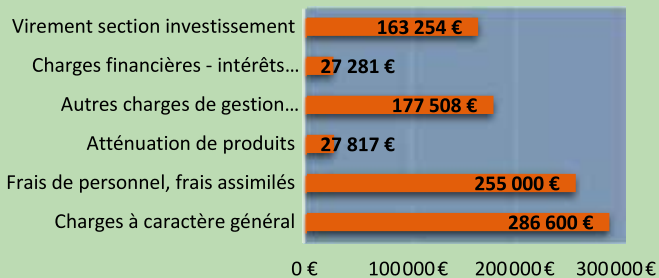 Virement section investissement 163 254 €
Charges financières - intérêts... 27 281 €
Autres charges de gestion... 177 508 €
Atténuation de produits 27 817 €
Frais de personnel, frais assimilés 255 000 €
Charges à caractère général 286 600 €
0 € 100000 € 200000 € 300000 €